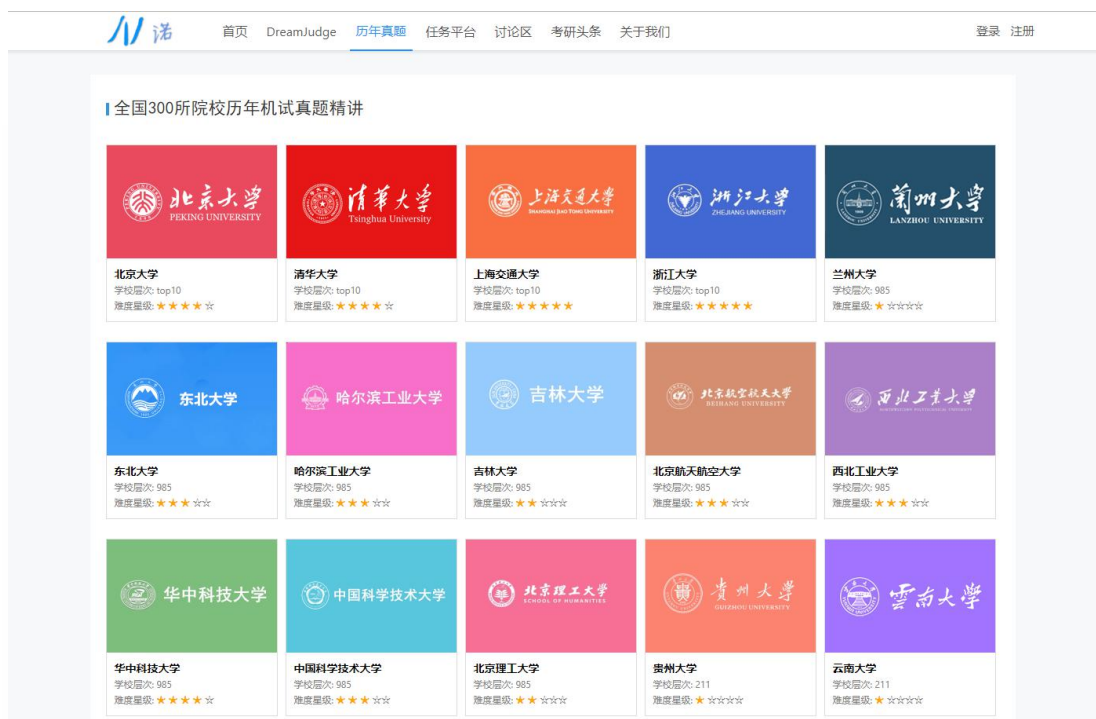 诺 首页 DreamJudge 历年真题 任务平台 讨论区 考研头条 关于我们 登录 注册
全国300所院校历年机试真题精讲
北京大学 清華大学 上海交通大学 浙江大学 蘭州大学
PEKING UNIVERSITY Tsinghua University SHANGHAI JIAO TONG UNIVERSITY ZHEJIANG UNIVERSITY LANZHOU UNIVERSITY
北京大学 清华大学 上海交通大学 浙江大学 兰州大学
学校层次: top10 学校层次: top10 学校层次: top10 学校层次: top10 学校层次: 985
难度星级: ★★★★☆ 难度星级: ★★★★☆ 难度星级: ★★★★★ 难度星级: ★★★★★ 难度星级: ★☆☆☆☆
东北大学 哈尔滨工业大学 吉林大学 北京航空航天大学 西北工业大学
BEIHANG UNIVERSITY NORTHWESTERN POLYTECHNICAL UNIVERSITY
东北大学 哈尔滨工业大学 吉林大学 北京航天航空大学 西北工业大学
学校层次: 985 学校层次: 985 学校层次: 985 学校层次: 985 学校层次: 985
难度星级: ★★★☆☆ 难度星级: ★★★☆☆ 难度星级: ★★☆☆☆ 难度星级: ★★★☆☆ 难度星级: ★★★☆☆
华中科技大学 中国科学技术大学 北京理工大学 貴州大学 雲南大学
SCHOOL OF HUMANITIES GUIZHOU UNIVERSITY
华中科技大学 中国科学技术大学 北京理工大学 贵州大学 云南大学
学校层次: 985 学校层次: 985 学校层次: 985 学校层次: 211 学校层次: 211
难度星级: ★★★★☆ 难度星级: ★★★☆☆ 难度星级: ★★☆☆☆ 难度星级: ★☆☆☆☆ 难度星级: ★☆☆☆☆